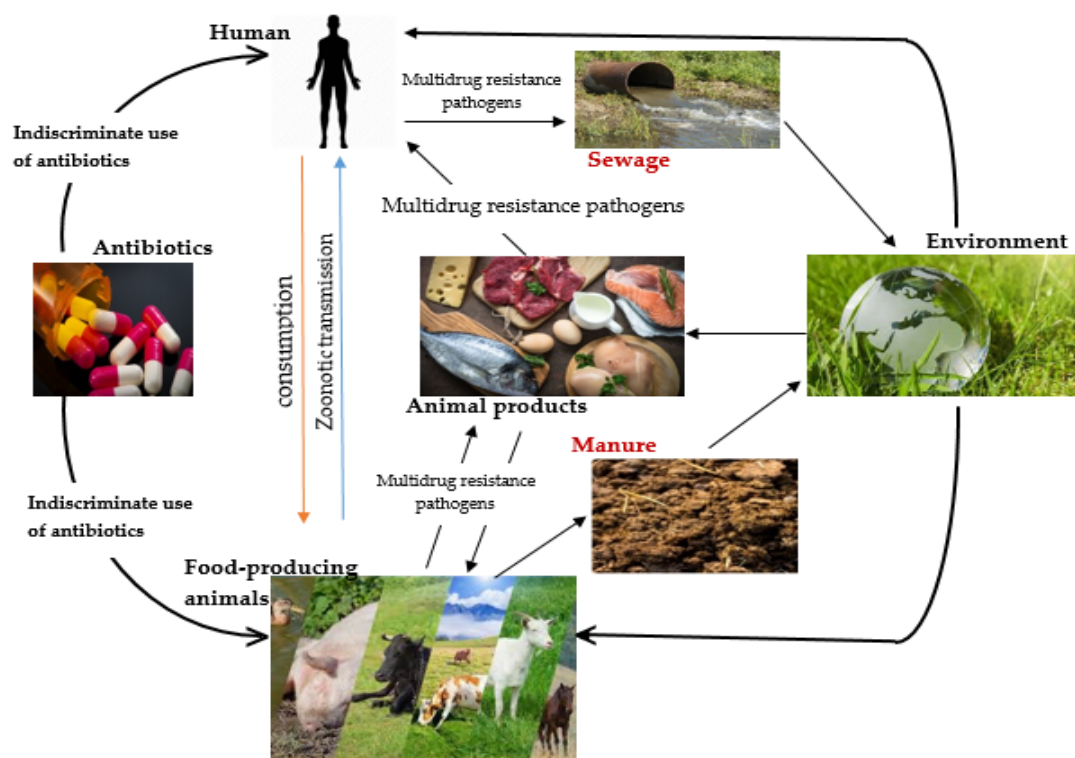 Human
Multidrug resistance
pathogens
Indiscriminate use
of antibiotics
Sewage
Multidrug resistance pathogens
Antibiotics
Environment
consumption
Zoonotic transmission
Animal products
Manure
Multidrug resistance
pathogens
Indiscriminate use
of antibiotics
Food-producing
animals